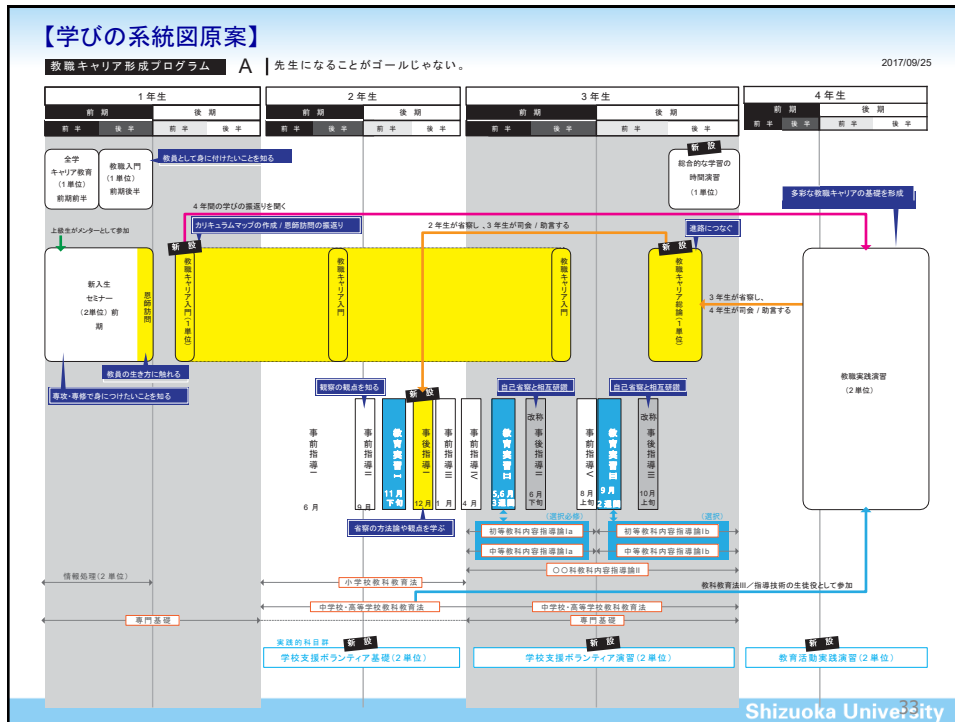 【学びの系統図原案】
教職キャリア形成プログラム A 先生になることがゴールじゃない。
2017/09/25
1年生 2年生 3年生 4年生
前期 後期 前期 後期 前期 後期 前期 後期
前半 後半 前半 後半 前半 後半 前半 後半 前半 後半 前半 後半 前半 後半 前半 後半
全学
キャリア教育
(1単位)
前期前半
教職入門
(1単位)
前期後半
教員として身に付けたいことを知る
新設
総合的な学習の
時間演習
(1単位)
多彩な教職キャリアの基礎を形成
4年間の学びの振返りを聞く
カリキュラムマップの作成/恩師訪問の振返り
2年生が省察し、3年生が司会/助言する
進路につなぐ
上級生がメンターとして参加
新設
新設
新入生
セミナー
(2単位)前
期
恩師訪問
教職キャリア入門(1単位)
教職キャリア入門
教職キャリア入門
教職キャリア総論(1単位)
3年生が省察し、
4年生が司会/助言する
教職実践演習
(2単位)
教員の生き方に触れる
専攻・専修で身につけたいことを知る
観察の観点を知る
新設
自己省察と相互研鑽
自己省察と相互研鑽
事前指導I
6月
事前指導II
9月
教育実習I
11月
下旬
事後指導I
12月
事前指導III
1月
事前指導IV
4月
教育実習II
5,6月
3週間
改称
事後指導II
6月
下旬
事前指導V
8月
上旬
教育実習III
9月
2週間
改称
事後指導III
10月
上旬
省察の方法論や観点を学ぶ
(選択必修)
(選択)
初等教科内容指導論Ia
初等教科内容指導論Ib
中等教科内容指導論Ia
中等教科内容指導論Ib
〇〇科教科内容指導論II
情報処理(2単位)
小学校教科教育法
教科教育法III/指導技術の生徒役として参加
中学校・高等学校教科教育法
中学校・高等学校教科教育法
専門基礎
専門基礎
実践的科目群
新設
新設
新設
学校支援ボランティア基礎(2単位)
学校支援ボランティア演習(2単位)
教育活動実践演習(2単位)
Shizuoka University
33